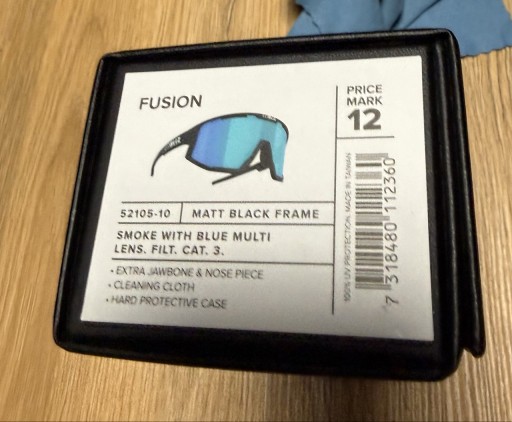 FUSION
PRICE
MARK
12
52105-10 MATT BLACK FRAME
SMOKE WITH BLUE MULTI
LENS. FILT. CAT. 3.
• EXTRA JAWBONE & NOSE PIECE
• CLEANING CLOTH
• HARD PROTECTIVE CASE
100% UV PROTECTION. MADE IN TAIWAN
7 318480 112360